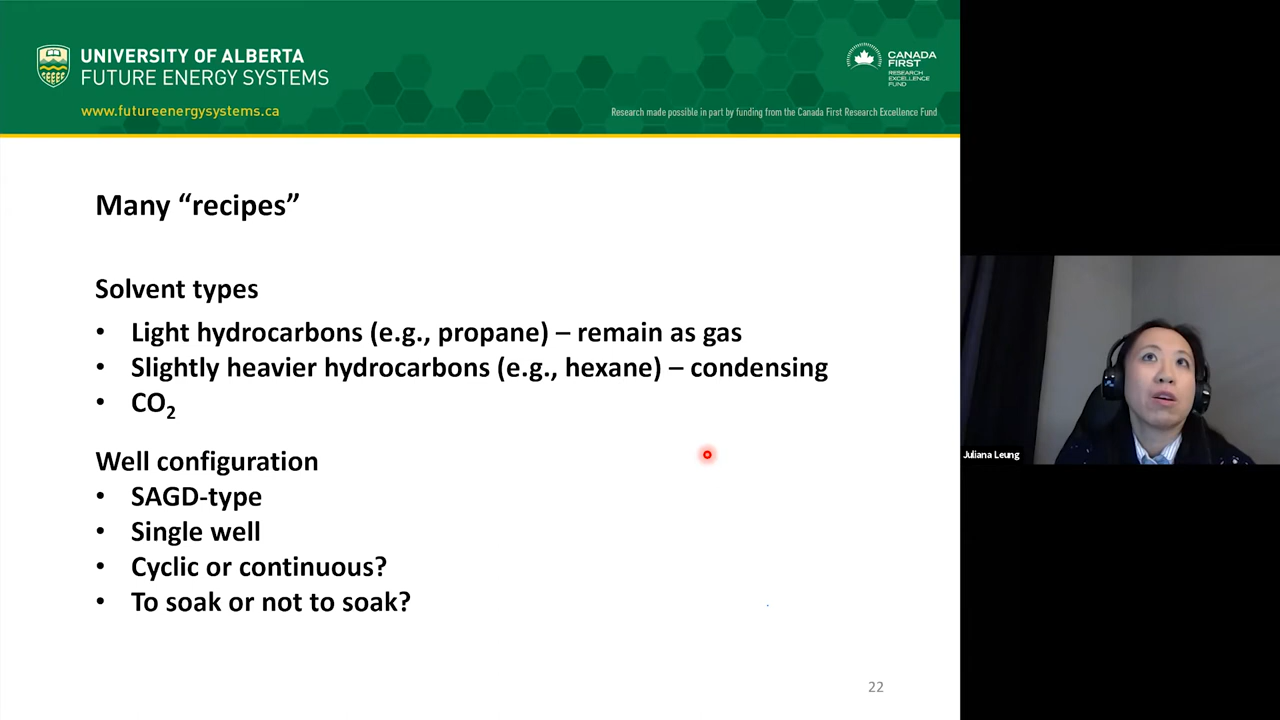 UNIVERSITY OF ALBERTA
FUTURE ENERGY SYSTEMS
www.futureenergysystems.ca
CANADA
FIRST
RESEARCH
EXCELLENCE
FUND
Research made possible in part by funding from the Canada First Research Excellence Fund
Many “recipes”
Solvent types
• Light hydrocarbons (e.g., propane) – remain as gas
• Slightly heavier hydrocarbons (e.g., hexane) – condensing
• CO₂
Well configuration
• SAGD-type
• Single well
• Cyclic or continuous?
• To soak or not to soak?
22
Juliana Leung